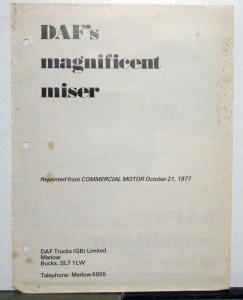 DAF's
magnificent
miser
Reprinted from COMMERCIAL MOTOR October 21, 1977
DAF Trucks (GB) Limited
Marlow
Bucks. SL7 1LW
Telephone: Marlow 6955